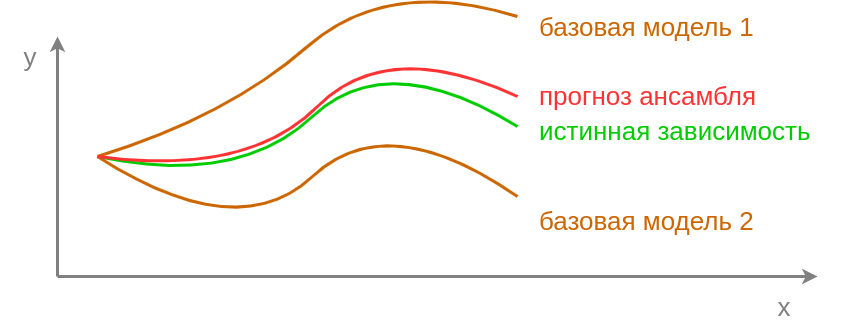 y
базовая модель 1
прогноз ансамбля
истинная зависимость
базовая модель 2
x